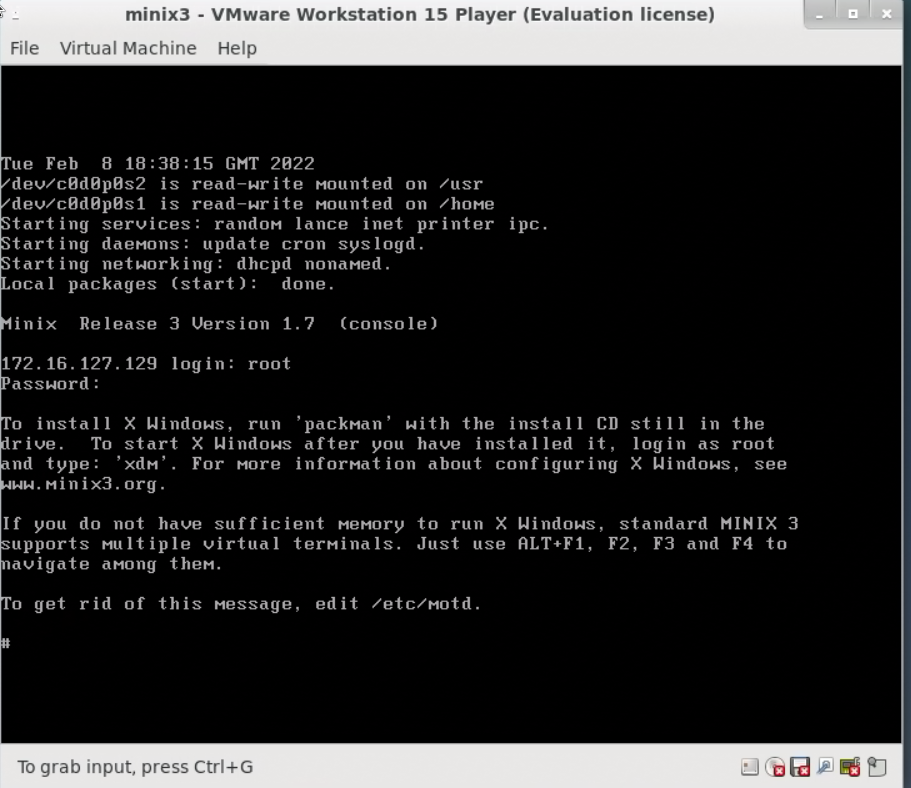 minix3 - VMware Workstation 15 Player (Evaluation license)
File Virtual Machine Help
Tue Feb  8 18:38:15 GMT 2022
/dev/c0d0p0s2 is read-write mounted on /usr
/dev/c0d0p0s1 is read-write mounted on /home
Starting services: random lance inet printer ipc.
Starting daemons: update cron syslogd.
Starting networking: dhcpd nonamed.
Local packages (start):  done.
Minix  Release 3 Version 1.7  (console)
172.16.127.129 login: root
Password:
To install X Windows, run 'packman' with the install CD still in the
drive.  To start X Windows after you have installed it, login as root
and type: 'xdm'. For more information about configuring X Windows, see
www.minix3.org.
If you do not have sufficient memory to run X Windows, standard MINIX 3
supports multiple virtual terminals. Just use ALT+F1, F2, F3 and F4 to
navigate among them.
To get rid of this message, edit /etc/motd.
#
To grab input, press Ctrl+G